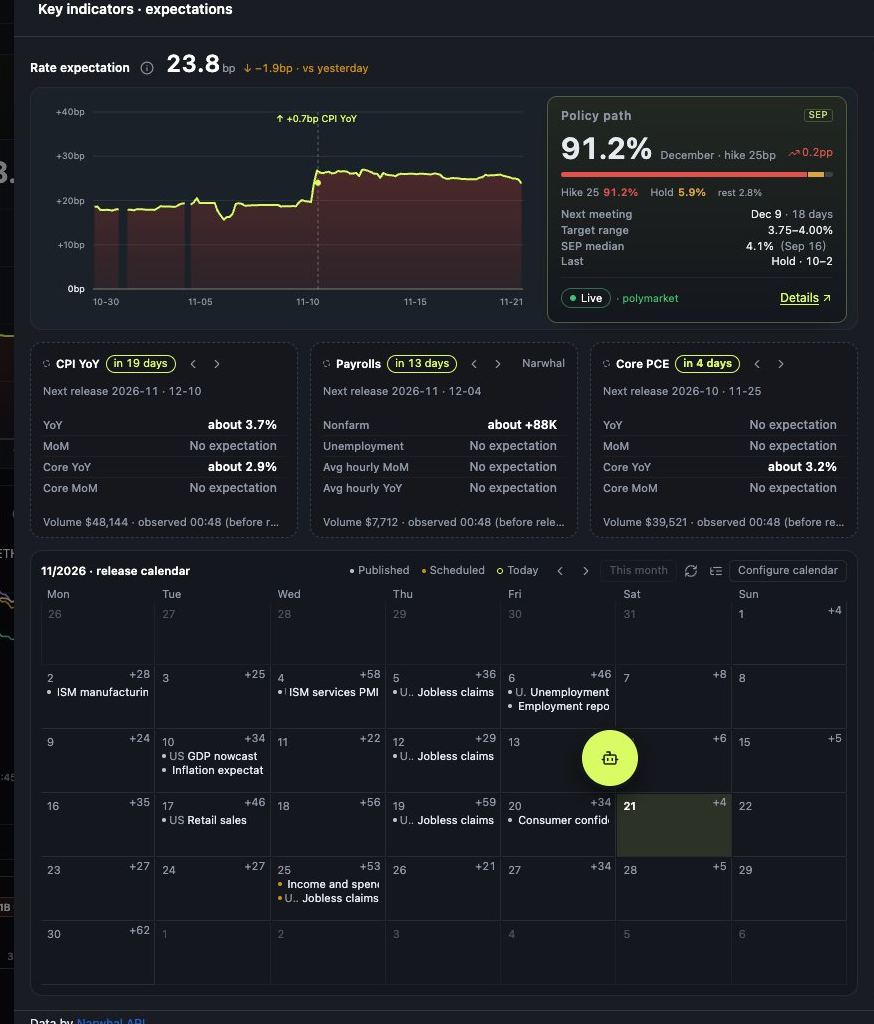 Key indicators · expectations
Rate expectation 23.8 bp ↓ −1.9bp · vs yesterday
+40bp
+30bp
+20bp
+10bp
0bp
↑ +0.7bp CPI YoY
10-30 11-05 11-10 11-15 11-21
Policy path SEP
91.2% December · hike 25bp 0.2pp
Hike 25 91.2% Hold 5.9% rest 2.8%
Next meeting Dec 9 · 18 days
Target range 3.75–4.00%
SEP median 4.1% (Sep 16)
Last Hold · 10–2
Live · polymarket Details ↗
CPI YoY in 19 days
Next release 2026-11 · 12-10
YoY about 3.7%
MoM No expectation
Core YoY about 2.9%
Core MoM No expectation
Volume $48,144 · observed 00:48 (before r...
Payrolls in 13 days Narwhal
Next release 2026-11 · 12-04
Nonfarm about +88K
Unemployment No expectation
Avg hourly MoM No expectation
Avg hourly YoY No expectation
Volume $7,712 · observed 00:48 (before rele...
Core PCE in 4 days
Next release 2026-10 · 11-25
YoY No expectation
MoM No expectation
Core YoY about 3.2%
Core MoM No expectation
Volume $39,521 · observed 00:48 (before re...
11/2026 · release calendar Published Scheduled Today This month Configure calendar
Mon Tue Wed Thu Fri Sat Sun
26 27 28 29 30 31 1 +4
2 +28 3 +25 4 +58 5 +36 6 +46 7 +8 8
ISM manufacturin ISM services PMI U.. Jobless claims U. Unemployment
Employment repo
9 +24 10 +34 11 +22 12 +29 13 +6 15 +5
US GDP nowcast U.. Jobless claims
Inflation expectat
16 +35 17 +46 18 +56 19 +59 20 +34 21 +4 22
US Retail sales U.. Jobless claims Consumer confid
23 +27 24 +27 25 +53 26 +21 27 +34 28 +5 29
Income and spen
U.. Jobless claims
30 +62 1 2 3 4 5 6
Data by Narwhal API